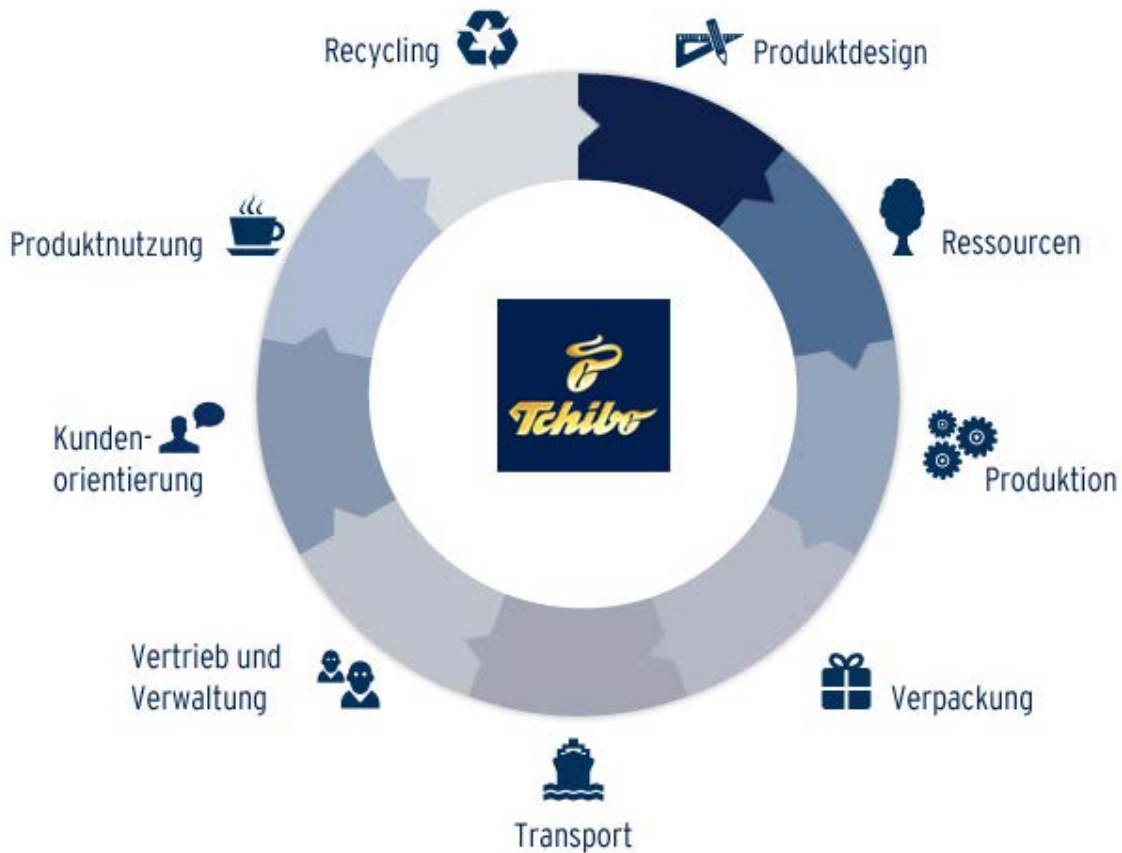 Recycling
Produktdesign
Ressourcen
Produktion
Verpackung
Transport
Vertrieb und
Verwaltung
Kunden-
orientierung
Produktnutzung
Tchibo